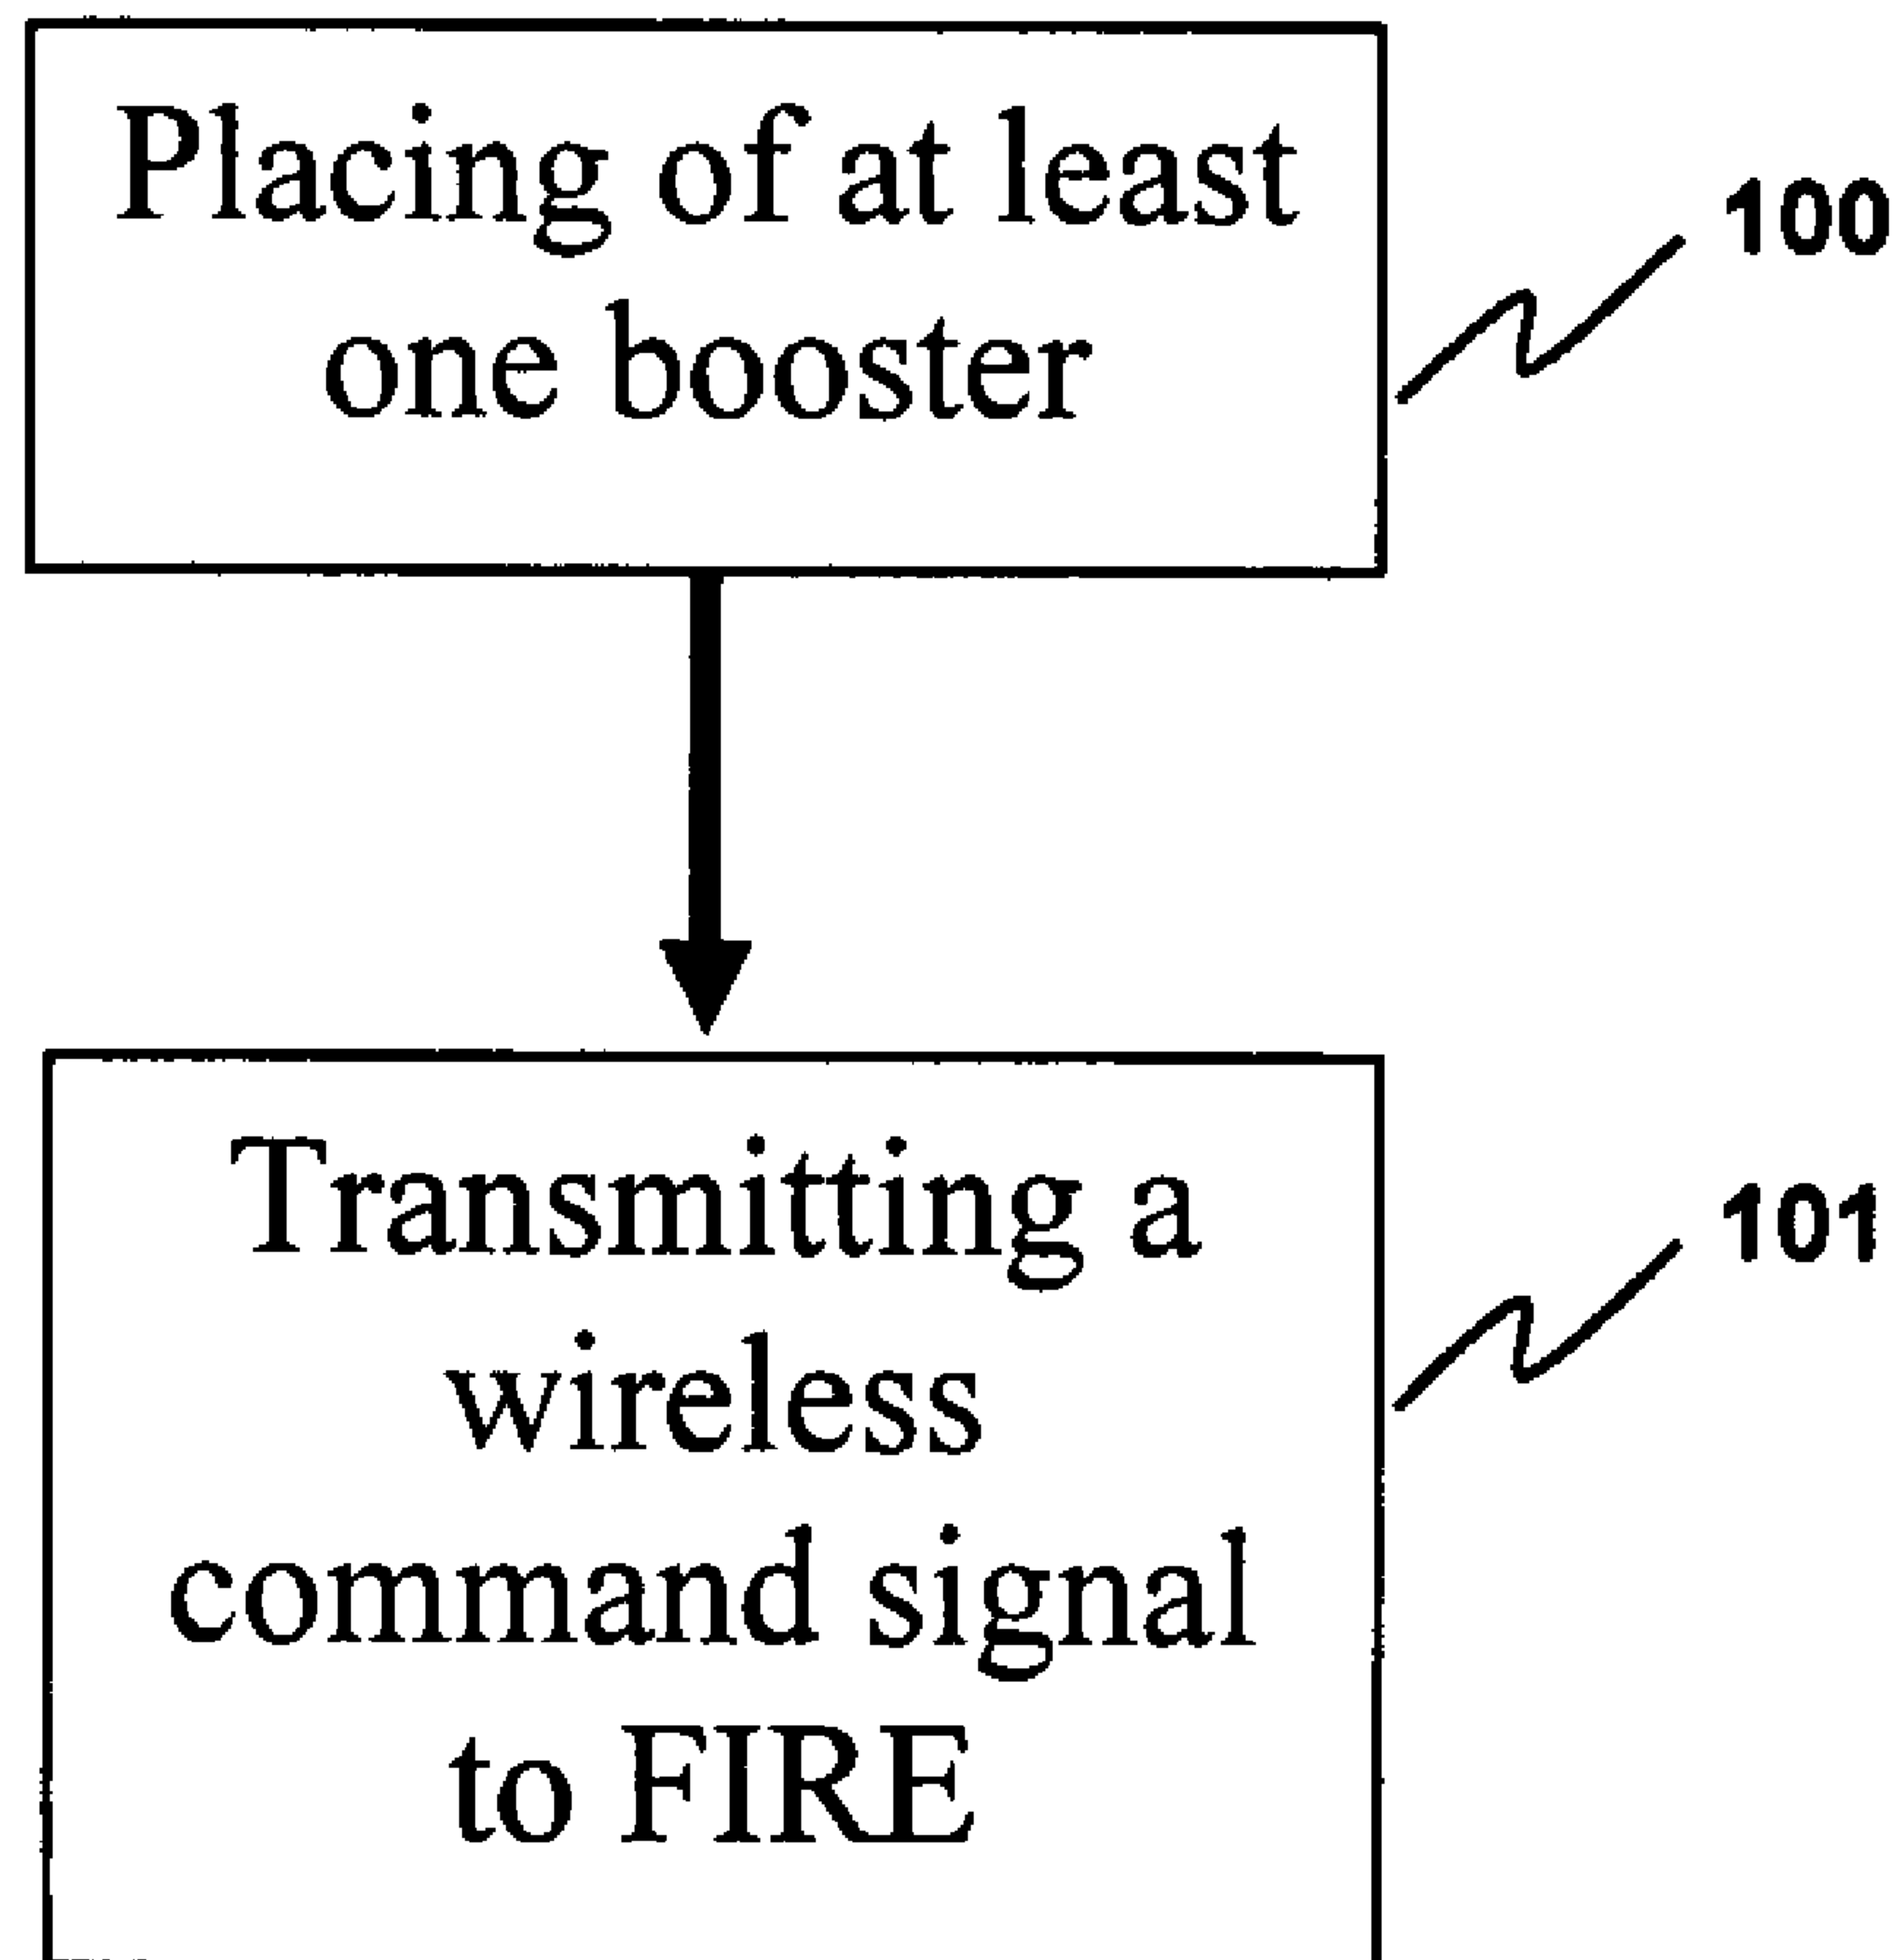 Placing of at least
one booster
100
Transmitting a
wireless
command signal
to FIRE
101